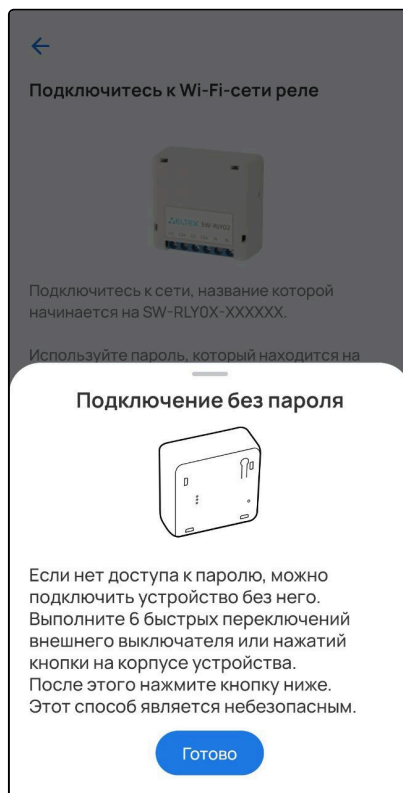 Подключитесь к Wi-Fi-сети реле
ELTEX SW-RLY02
Подключитесь к сети, название которой
начинается на SW-RLY0X-XXXXXX.
Используйте пароль, который находится на
Подключение без пароля
Если нет доступа к паролю, можно
подключить устройство без него.
Выполните 6 быстрых переключений
внешнего выключателя или нажатий
кнопки на корпусе устройства.
После этого нажмите кнопку ниже.
Этот способ является небезопасным.
Готово